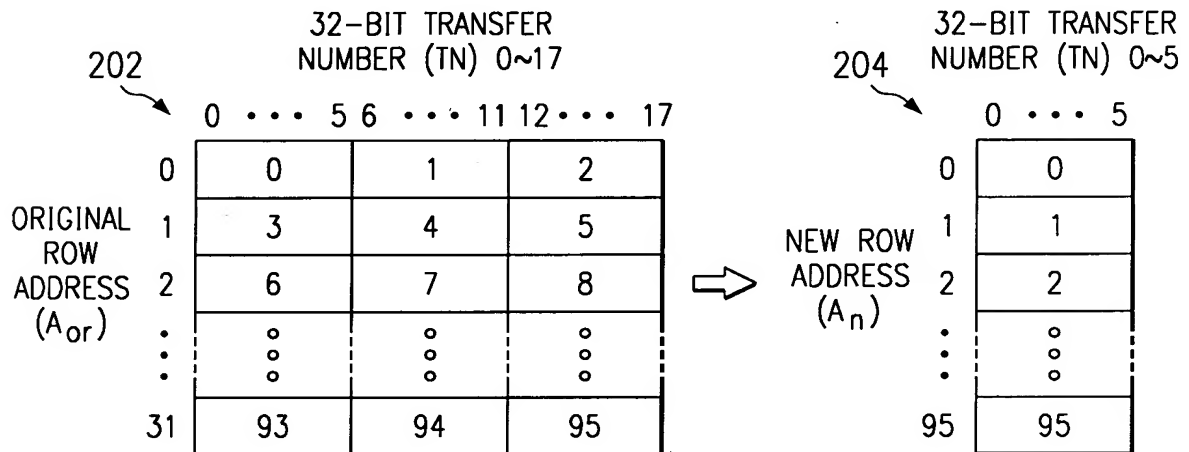 32-BIT TRANSFER
NUMBER (TN) 0~17
202
0 • • • 5 6 • • • 11 12 • • • 17
0 0 1 2
ORIGINAL
ROW
ADDRESS
(Aor)
1 3 4 5
2 6 7 8
31 93 94 95
32-BIT TRANSFER
NUMBER (TN) 0~5
204
0 • • • 5
0 0
NEW ROW
ADDRESS
(An)
1 1
2 2
95 95